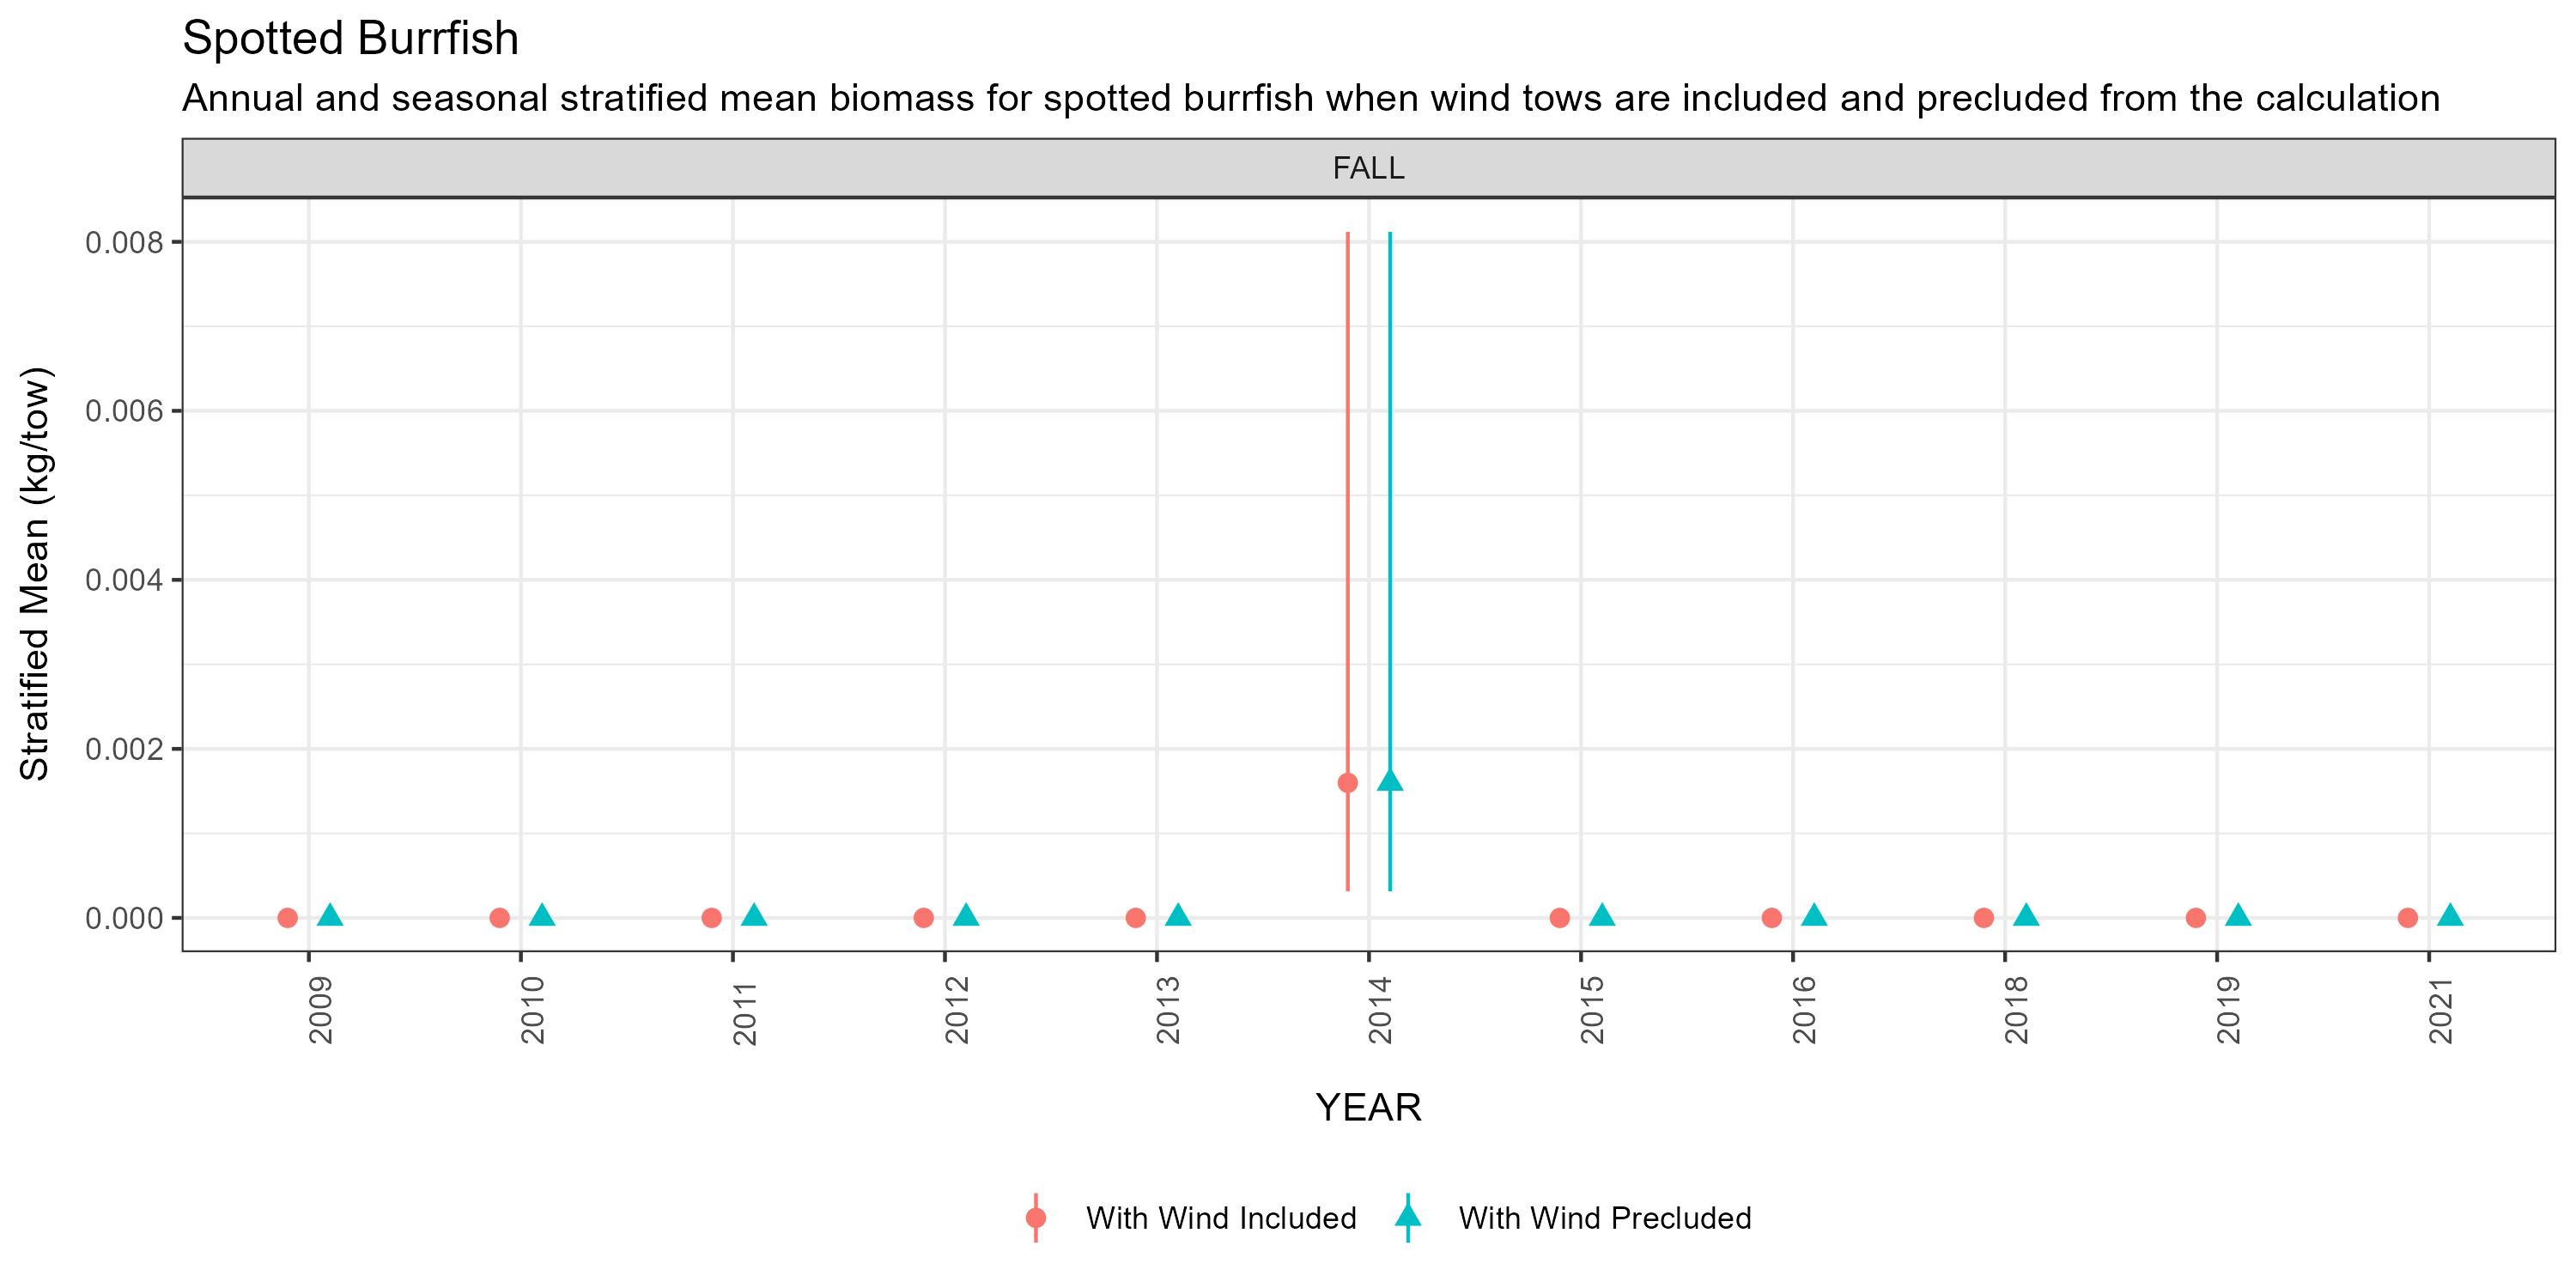 Spotted Burrfish
Annual and seasonal stratified mean biomass for spotted burrfish when wind tows are included and precluded from the calculation
FALL
Stratified Mean (kg/tow)
0.008
0.006
0.004
0.002
0.000
2009
2010
2011
2012
2013
2014
2015
2016
2018
2019
2021
YEAR
With Wind Included
With Wind Precluded